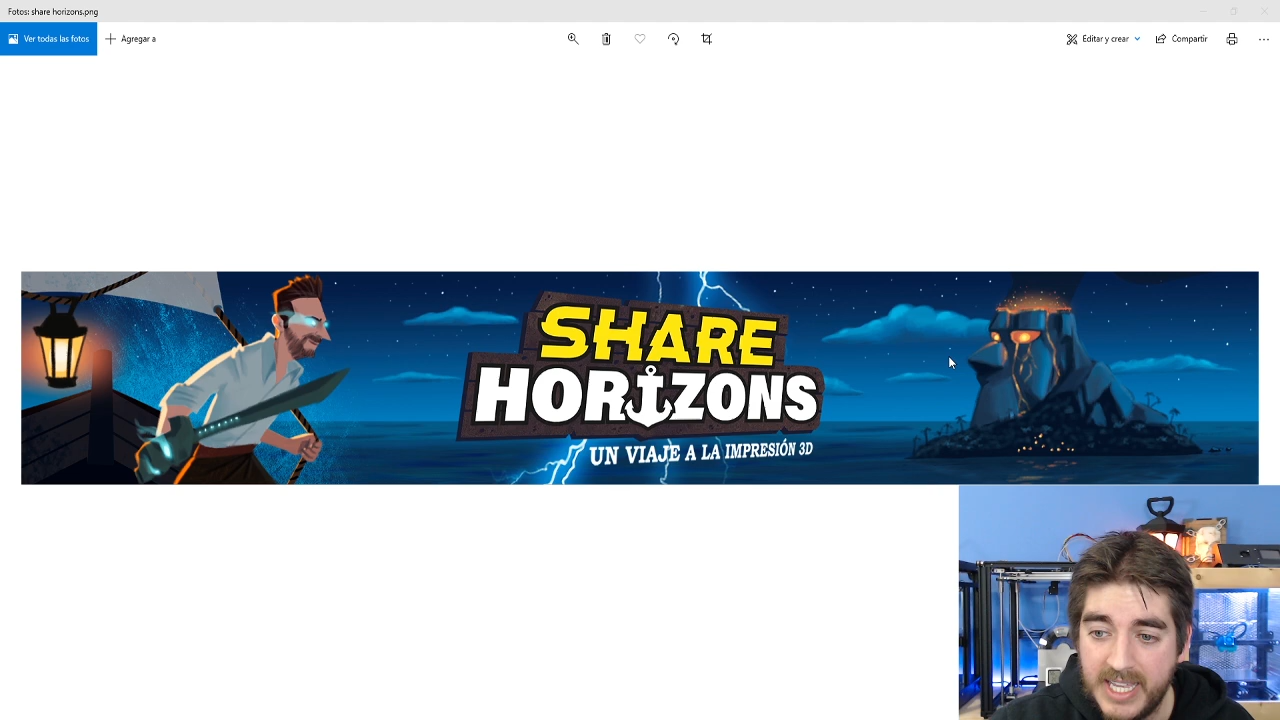 Fotos: share horizons.png
Ver todas las fotos
Agregar a
Editar y crear
Compartir
SHARE
HORIZONS
UN VIAJE A LA IMPRESIÓN 3D